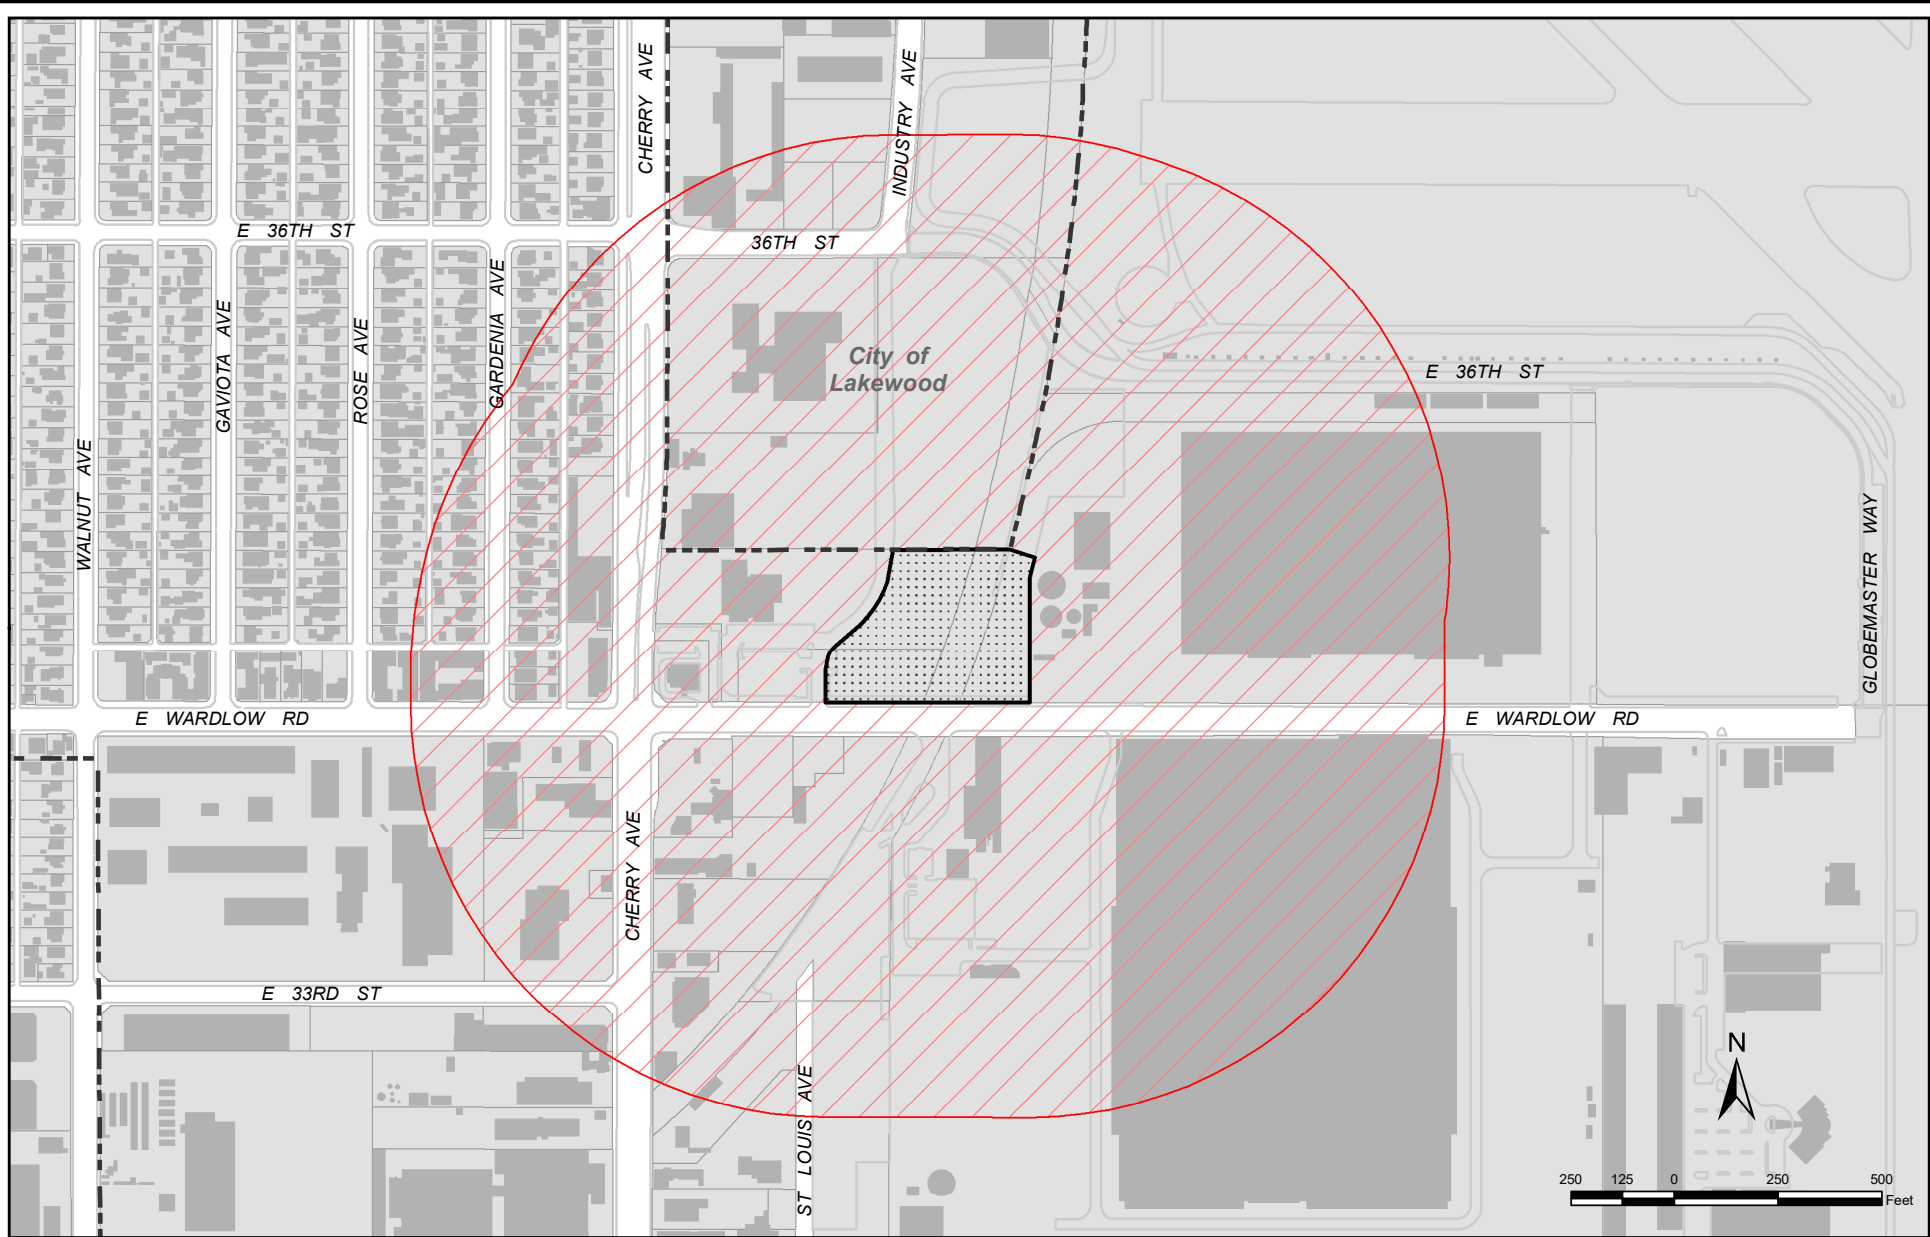 CHERRY AVE
INDUSTRY AVE
E 36TH ST
36TH ST
GARDENIA AVE
GAVIOTA AVE
ROSE AVE
City of
Lakewood
E 36TH ST
WALNUT AVE
GLOBEMASTER WAY
E WARDLOW RD
E WARDLOW RD
CHERRY AVE
E 33RD ST
N
ST LOUIS AVE
250 125 0 250 500
Feet